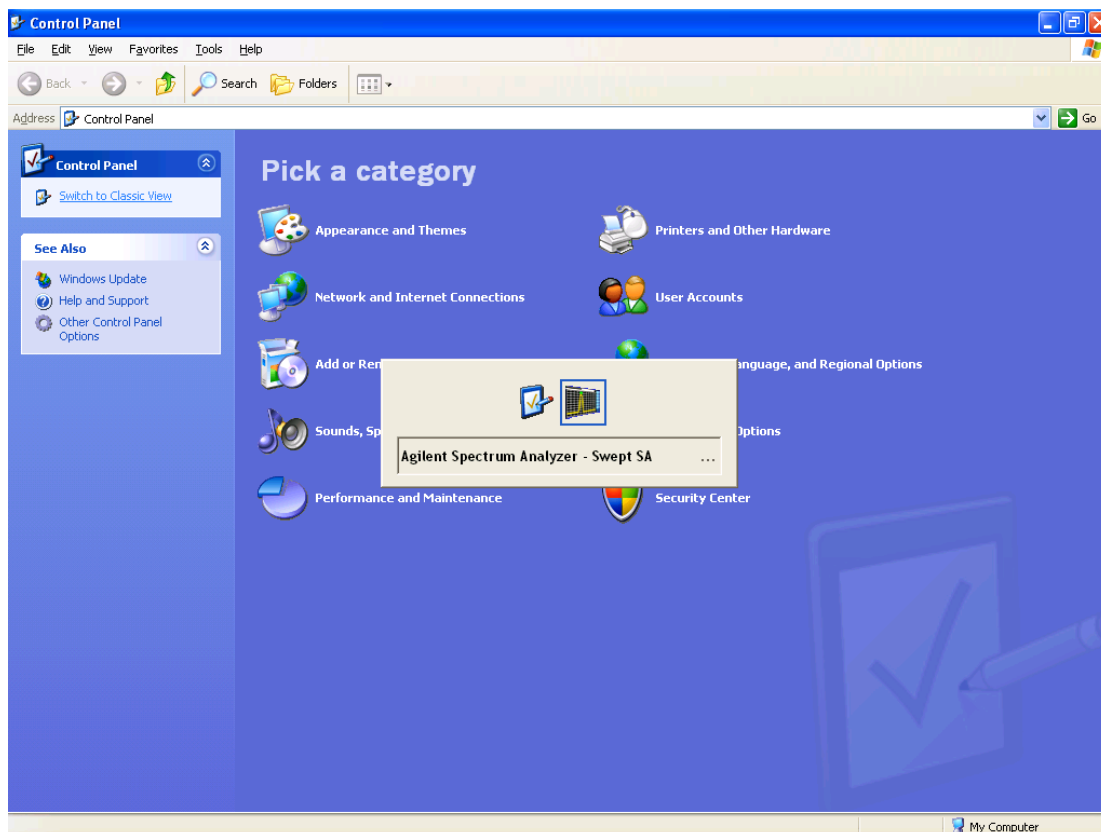 Control Panel
File Edit View Favorites Tools Help
Back Search Folders
Address Control Panel Go
Control Panel
Switch to Classic View
See Also
Windows Update
Help and Support
Other Control Panel
Options
Pick a category
Appearance and Themes
Printers and Other Hardware
Network and Internet Connections
User Accounts
Add or Ren
anguage, and Regional Options
Sounds, Sp
Options
Agilent Spectrum Analyzer - Swept SA ...
Performance and Maintenance
Security Center
My Computer